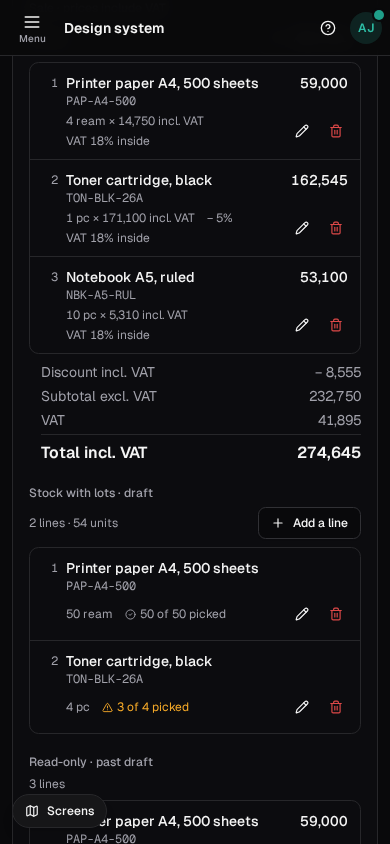 Menu
Design system
AJ
1 Printer paper A4, 500 sheets 59,000
PAP-A4-500
4 ream × 14,750 incl. VAT
VAT 18% inside
2 Toner cartridge, black 162,545
TON-BLK-26A
1 pc × 171,100 incl. VAT − 5%
VAT 18% inside
3 Notebook A5, ruled 53,100
NBK-A5-RUL
10 pc × 5,310 incl. VAT
VAT 18% inside
Discount incl. VAT − 8,555
Subtotal excl. VAT 232,750
VAT 41,895
Total incl. VAT 274,645
Stock with lots · draft
2 lines · 54 units
Add a line
1 Printer paper A4, 500 sheets
PAP-A4-500
50 ream 50 of 50 picked
2 Toner cartridge, black
TON-BLK-26A
4 pc 3 of 4 picked
Read-only · past draft
3 lines
Screens
er paper A4, 500 sheets 59,000
PAP-A4-500